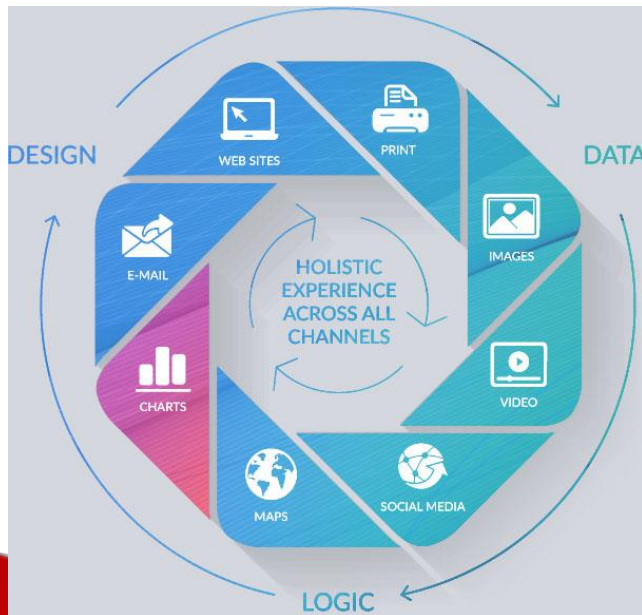 DESIGN
DATA
LOGIC
WEB SITES
PRINT
IMAGES
VIDEO
SOCIAL MEDIA
MAPS
CHARTS
E-MAIL
HOLISTIC
EXPERIENCE
ACROSS ALL
CHANNELS